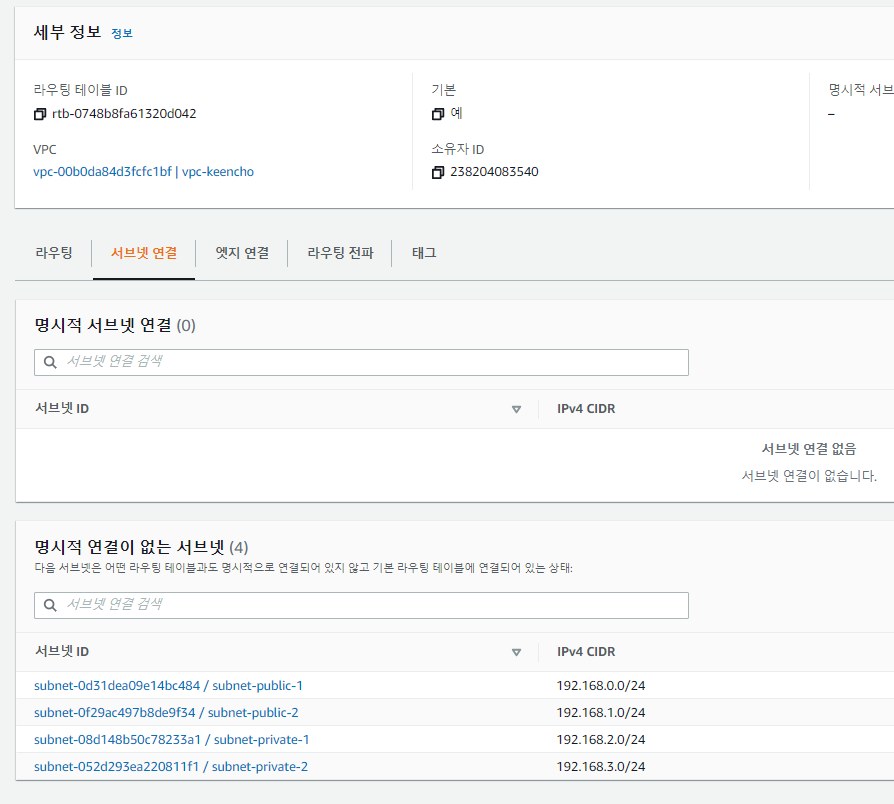 세부 정보 정보
라우팅 테이블 ID
rtb-0748b8fa61320d042
기본
예
명시적 서브
–
VPC
vpc-00b0da84d3fcfc1bf | vpc-keencho
소유자 ID
238204083540
라우팅 서브넷 연결 엣지 연결 라우팅 전파 태그
명시적 서브넷 연결 (0)
서브넷 연결 검색
서브넷 ID IPv4 CIDR
서브넷 연결 없음
서브넷 연결이 없습니다.
명시적 연결이 없는 서브넷 (4)
다음 서브넷은 어떤 라우팅 테이블과도 명시적으로 연결되어 있지 않고 기본 라우팅 테이블에 연결되어 있는 상태:
서브넷 연결 검색
서브넷 ID IPv4 CIDR
subnet-0d31dea09e14bc484 / subnet-public-1 192.168.0.0/24
subnet-0f29ac497b8de9f34 / subnet-public-2 192.168.1.0/24
subnet-08d148b50c78233a1 / subnet-private-1 192.168.2.0/24
subnet-052d293ea220811f1 / subnet-private-2 192.168.3.0/24